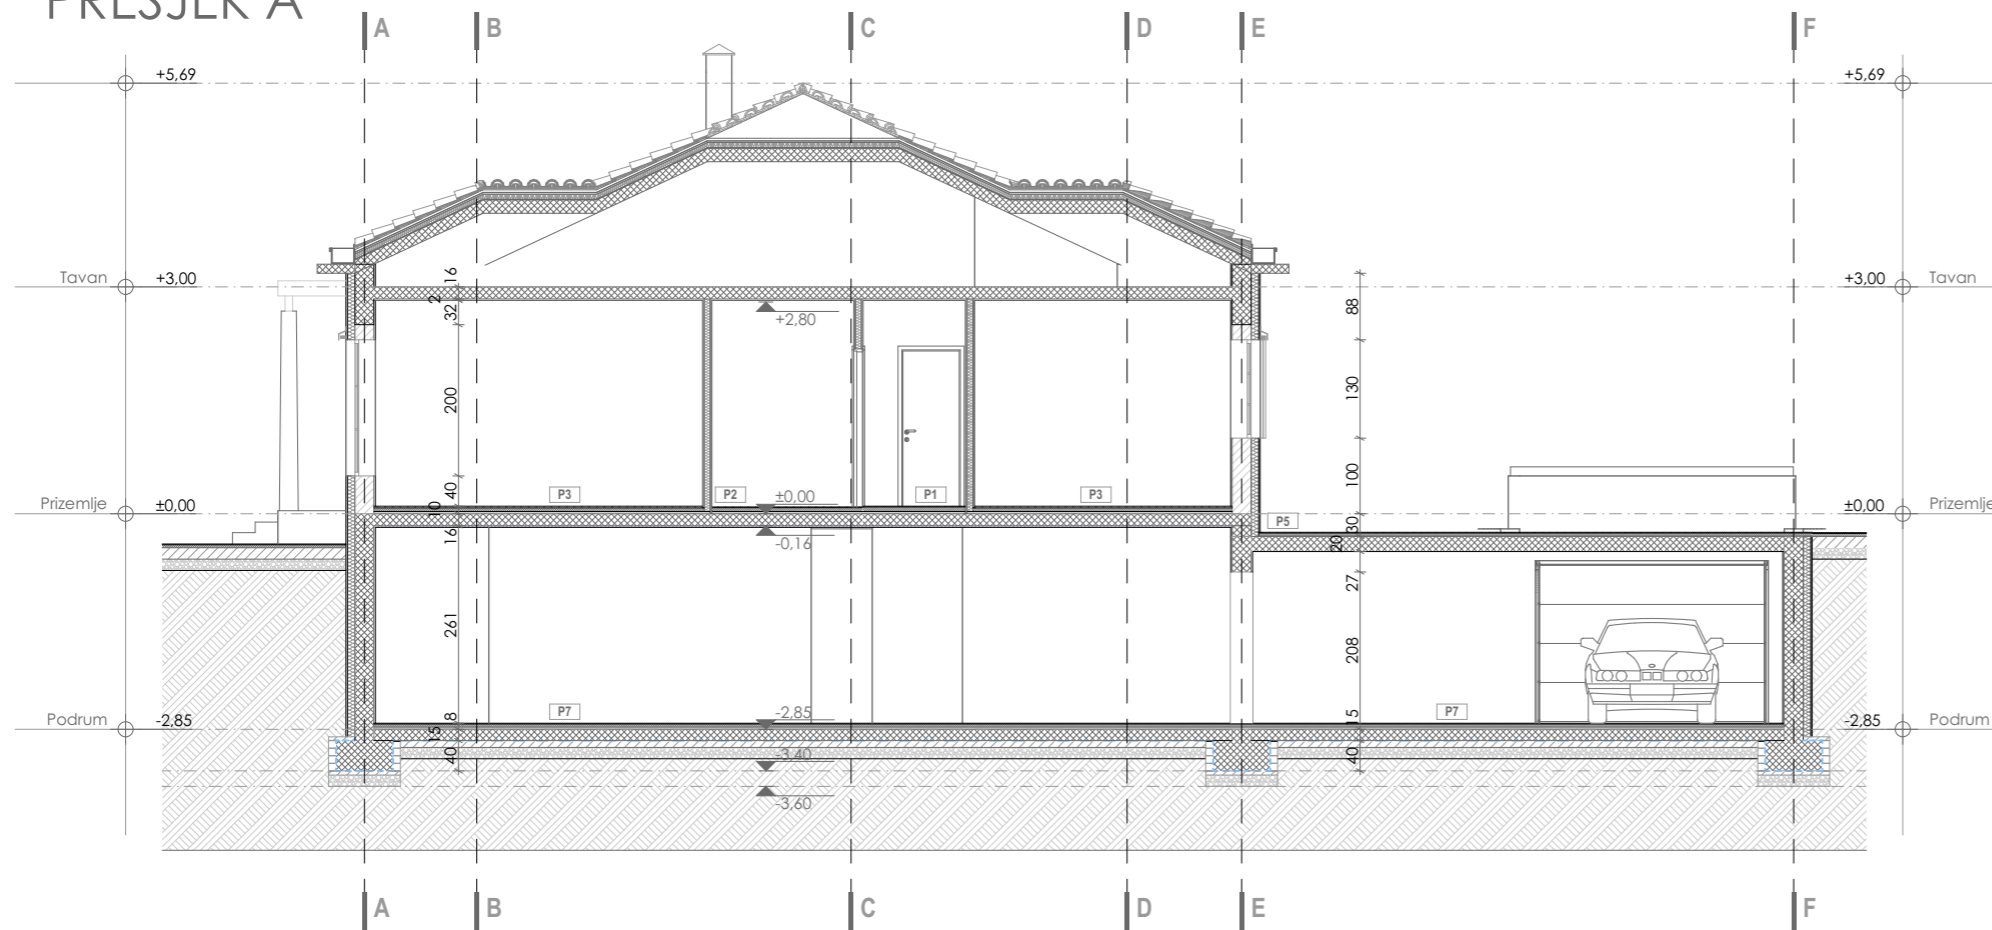 PRESJEK A
A B C D E F
+5,69 +5,69
Tavan +3,00 +3,00 Tavan
16
2
32
+2,80
88
200
130
40
10
100
P3 P2 ±0,00 P1 P3
Prizemlje ±0,00 ±0,00 Prizemlje
P5
30
16
-0,16
20
27
261
208
P7 -2,85 P7
8
15
Podrum -2,85 -2,85 Podrum
15
40
-3,40
40
-3,60
A B C D E F